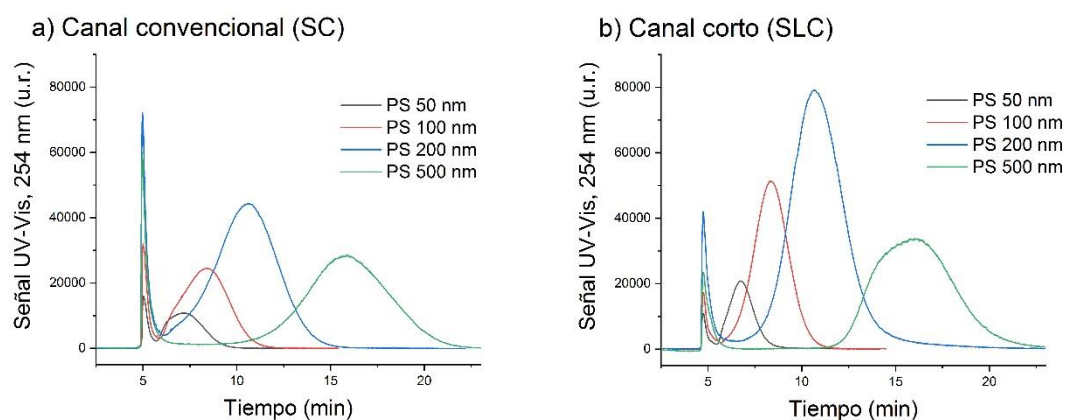 a) Canal convencional (SC)
80000
60000
40000
20000
0
5
10
15
20
Señal UV-Vis, 254 nm (u.r.)
Tiempo (min)
PS 50 nm
PS 100 nm
PS 200 nm
PS 500 nm
b) Canal corto (SLC)
80000
60000
40000
20000
0
5
10
15
20
Señal UV-Vis, 254 nm (u.r.)
Tiempo (min)
PS 50 nm
PS 100 nm
PS 200 nm
PS 500 nm